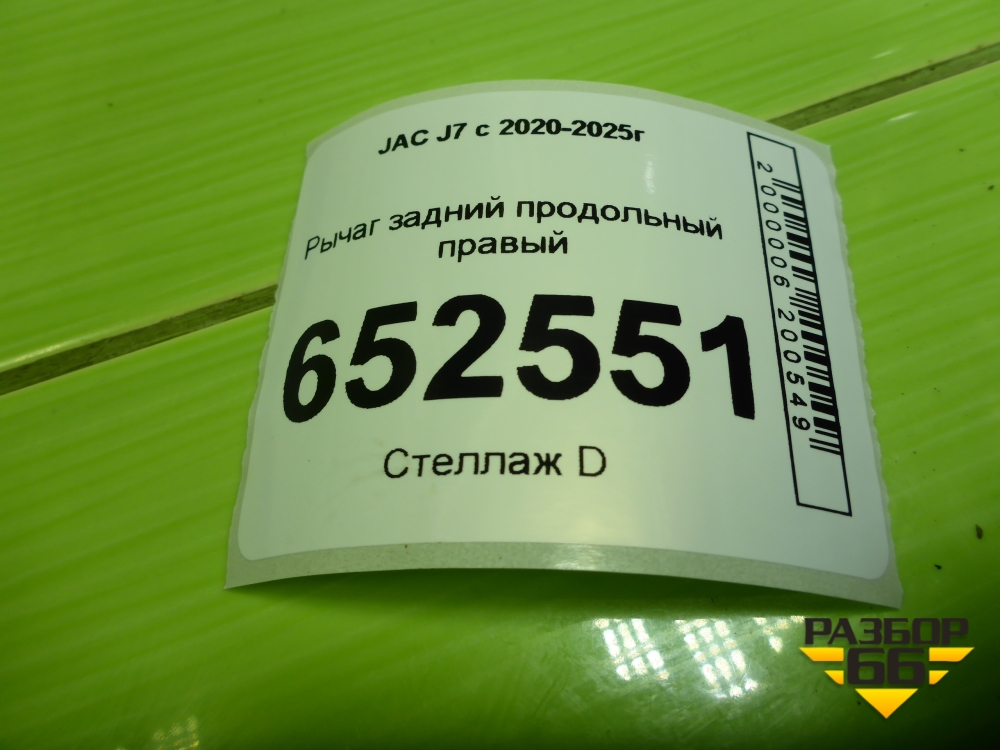 JAC J7 с 2020-2025г
Рычаг задний продольный
правый
652551
Стеллаж D
2000006200549
РАЗБОР
66